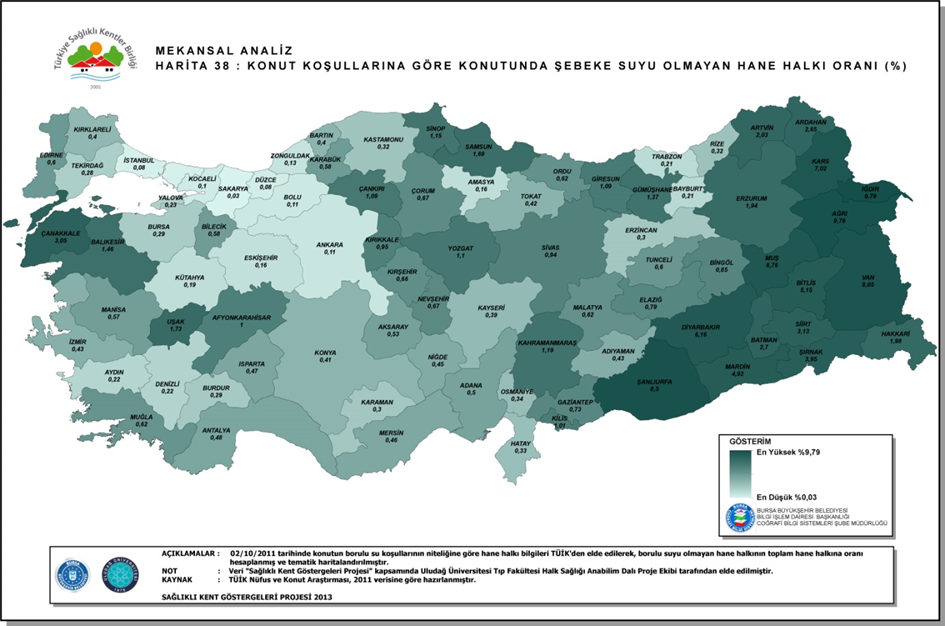 Türkiye Sağlıklı Kentler Birliği
MEKANSAL ANALİZ
HARİTA 38 : KONUT KOŞULLARINA GÖRE KONUTUNDA ŞEBEKE SUYU OLMAYAN HANE HALKI ORANI (%)
KIRKLARELİ
0,4
EDİRNE
0,6
TEKİRDAĞ
0,28
İSTANBUL
0,08
KOCAELİ
0,1
SAKARYA
0,03
DÜZCE
0,08
BOLU
0,11
ZONGULDAK
0,13
BARTIN
0,4
KARABÜK
0,58
KASTAMONU
0,32
SİNOP
1,15
SAMSUN
1,69
ÇANKIRI
1,09
ÇORUM
0,67
AMASYA
0,16
TOKAT
0,42
ORDU
0,62
GİRESUN
1,09
GÜMÜŞHANE
1,37
TRABZON
0,21
BAYBURT
0,21
RİZE
0,32
ARTVİN
2,03
ARDAHAN
2,65
KARS
7,02
IĞDIR
AĞRI
ERZURUM
1,94
ERZİNCAN
0,3
YALOVA
0,23
BURSA
0,29
BİLECİK
0,58
ÇANAKKALE
3,05
BALIKESİR
1,46
ESKİŞEHİR
0,16
ANKARA
0,11
KIRIKKALE
0,95
YOZGAT
1,1
SİVAS
0,94
TUNCELİ
0,6
BİNGÖL
0,85
MUŞ
6,76
BİTLİS
5,15
VAN
KÜTAHYA
0,19
KIRŞEHİR
0,66
NEVŞEHİR
0,67
KAYSERİ
0,39
MALATYA
0,62
ELAZIĞ
0,79
DİYARBAKIR
6,16
BATMAN
2,7
SİİRT
3,13
HAKKARİ
1,98
ŞIRNAK
3,95
MARDİN
4,92
MANİSA
0,57
UŞAK
1,73
AFYONKARAHİSAR
1
AKSARAY
0,53
İZMİR
0,43
KONYA
0,41
NİĞDE
0,45
KAHRAMANMARAŞ
1,19
ADIYAMAN
0,43
ŞANLIURFA
AYDIN
0,22
DENİZLİ
0,22
BURDUR
0,29
ISPARTA
0,47
KARAMAN
0,3
ADANA
0,5
OSMANİYE
0,34
GAZİANTEP
0,73
KİLİS
1,01
MUĞLA
0,62
ANTALYA
0,48
MERSİN
0,46
HATAY
0,33
GÖSTERİM
En Yüksek %9,79
En Düşük %0,03
BURSA BÜYÜKŞEHİR BELEDİYESİ
BİLGİ İŞLEM DAİRESİ BAŞKANLIĞI
COĞRAFİ BİLGİ SİSTEMLERİ ŞUBE MÜDÜRLÜĞÜ
AÇIKLAMALAR : 02/10/2011 tarihinde konutun borulu su koşullarının niteliğine göre hane halkı bilgileri TÜİK'den elde edilerek, borulu suyu olmayan hane halkının toplam hane halkına oranı
hesaplanmış ve tematik haritalandırılmıştır.
NOT : Veri "Sağlıklı Kent Göstergeleri Projesi" kapsamında Uludağ Üniversitesi Tıp Fakültesi Halk Sağlığı Anabilim Dalı Proje Ekibi tarafından elde edilmiştir.
KAYNAK : TÜİK Nüfus ve Konut Araştırması, 2011 verisine göre hazırlanmıştır.
SAĞLIKLI KENT GÖSTERGELERİ PROJESİ 2013